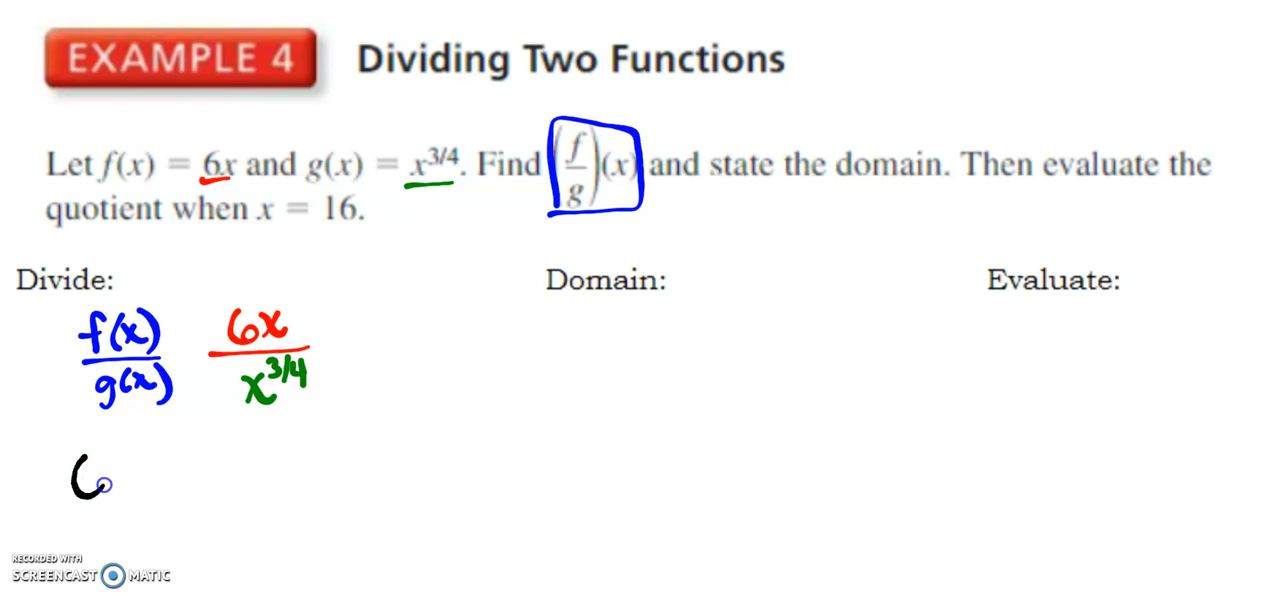 EXAMPLE 4 Dividing Two Functions
Let f(x) = 6x and g(x) = x^{3/4}. Find (f/g)(x) and state the domain. Then evaluate the
quotient when x = 16.
Divide: Domain: Evaluate:
f(x)/g(x) 6x/x^{3/4}
6
RECORDED WITH
SCREENCAST MATIC